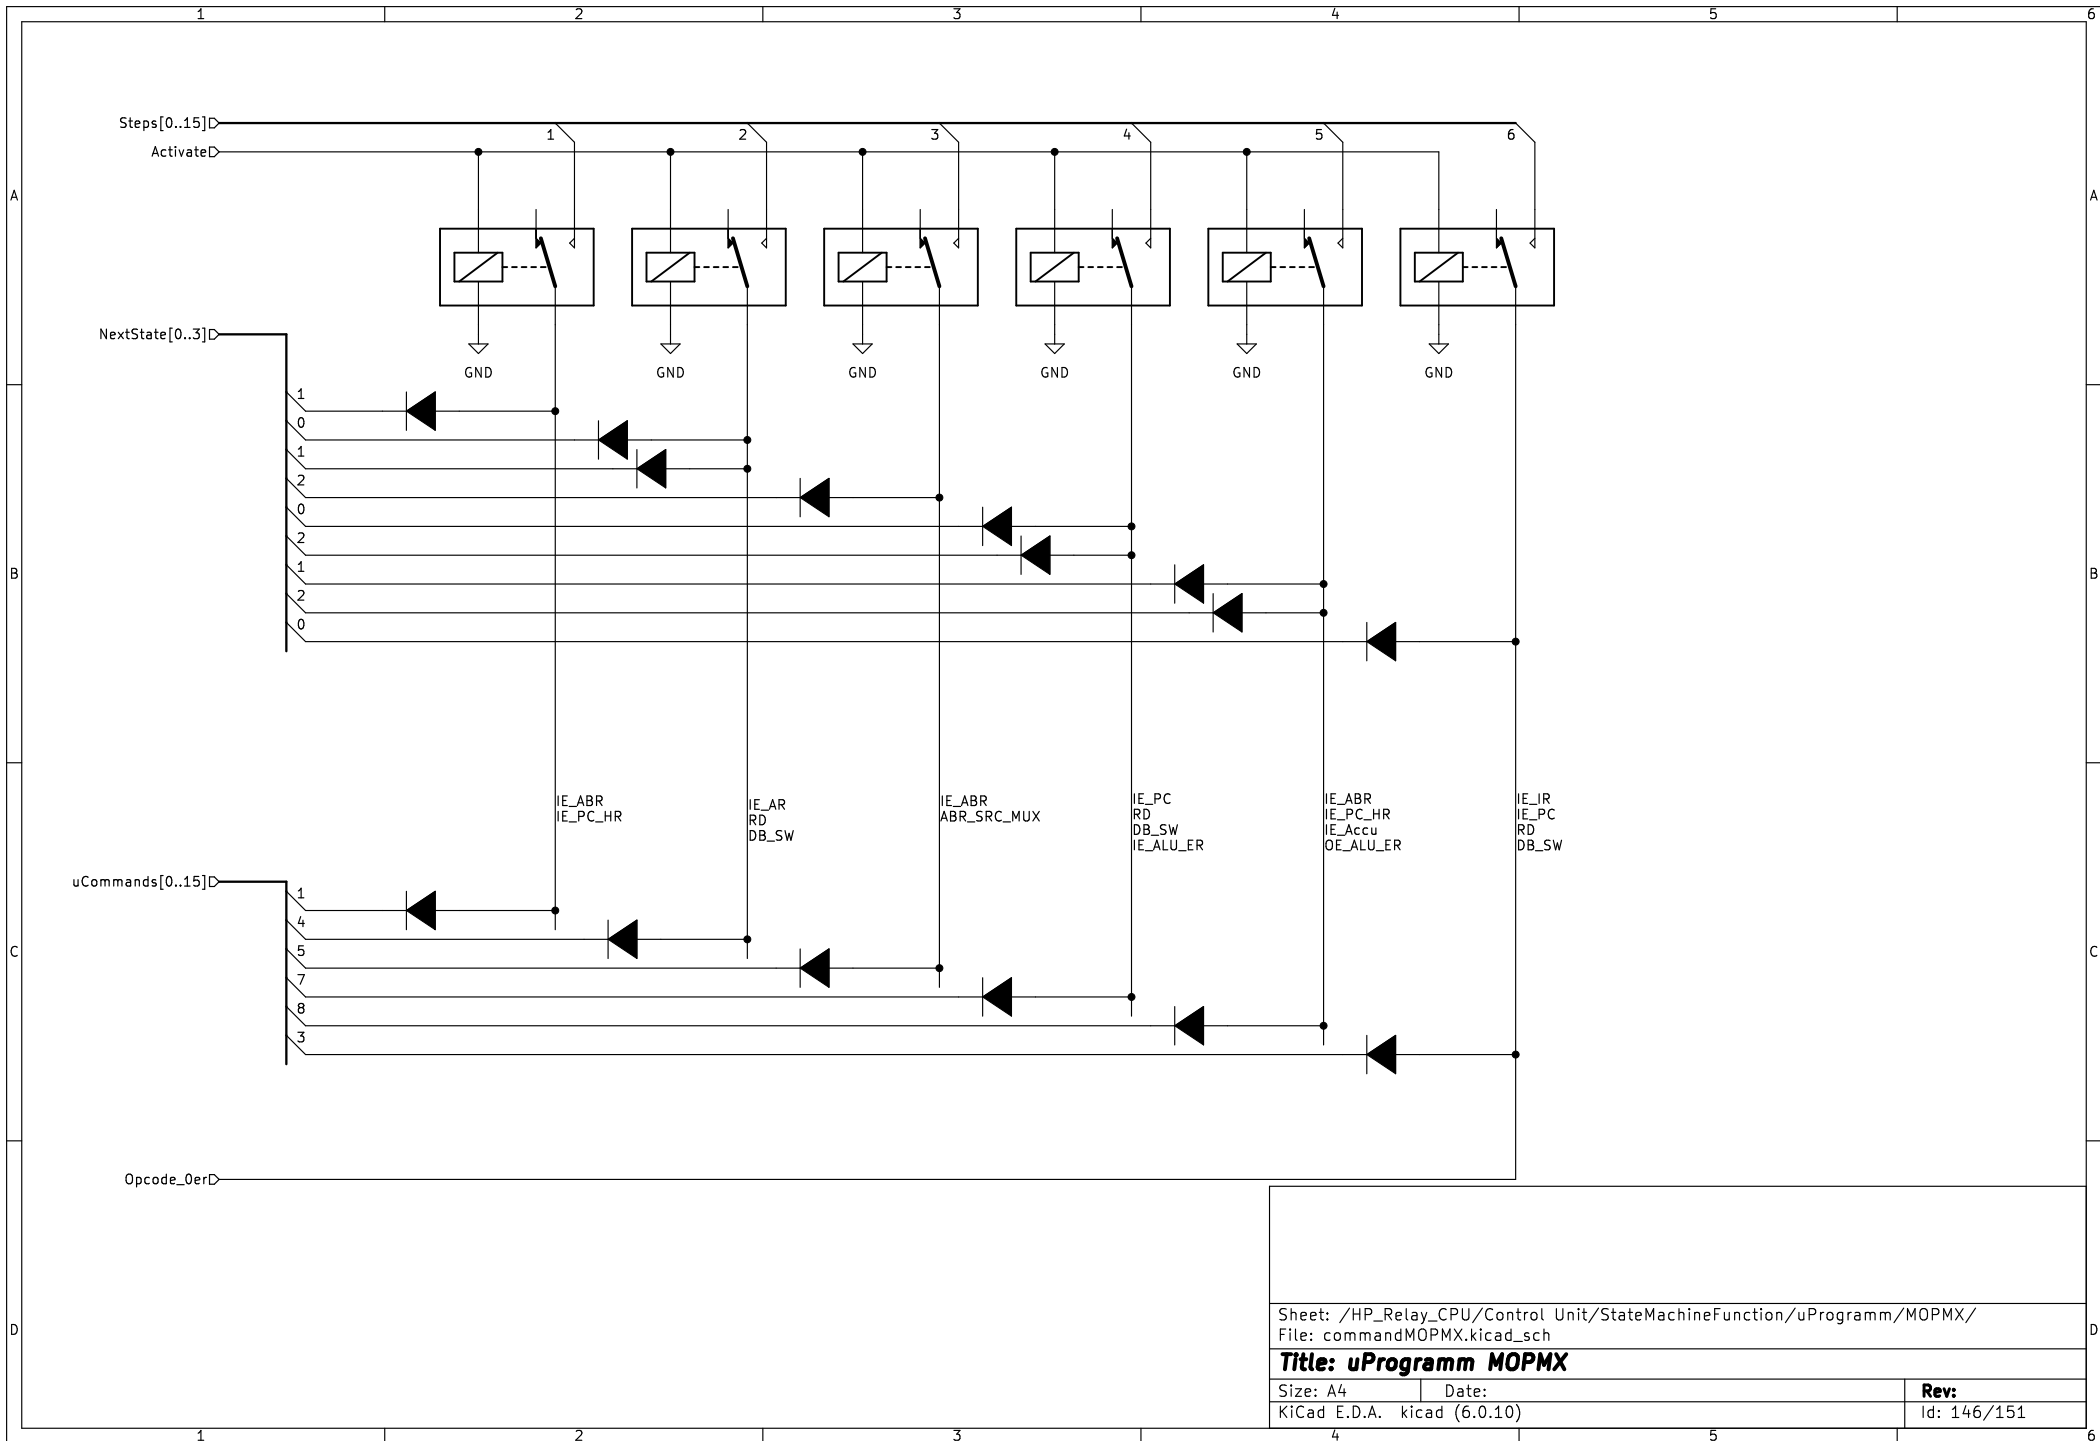 1 2 3 4 5 6
Steps[0..15]
1 2 3 4 5 6
Activate
A A
NextState[0..3]
GND GND GND GND GND GND
1
0
1
2
0
2
B B
1
2
0
IE_ABR
IE_PC_HR
IE_AR
RD
DB_SW
IE_ABR
ABR_SRC_MUX
IE_PC
RD
DB_SW
IE_ALU_ER
IE_ABR
IE_PC_HR
IE_Accu
OE_ALU_ER
IE_IR
IE_PC
RD
DB_SW
uCommands[0..15]
1
4
C C
5
7
8
3
Opcode_0er
Sheet: /HP_Relay_CPU/Control Unit/StateMachineFunction/uProgramm/MOPMX/
D D
File: commandMOPMX.kicad_sch
Title: uProgramm MOPMX
Size: A4 Date: Rev:
KiCad E.D.A. kicad (6.0.10) Id: 146/151
1 2 3 4 5 6